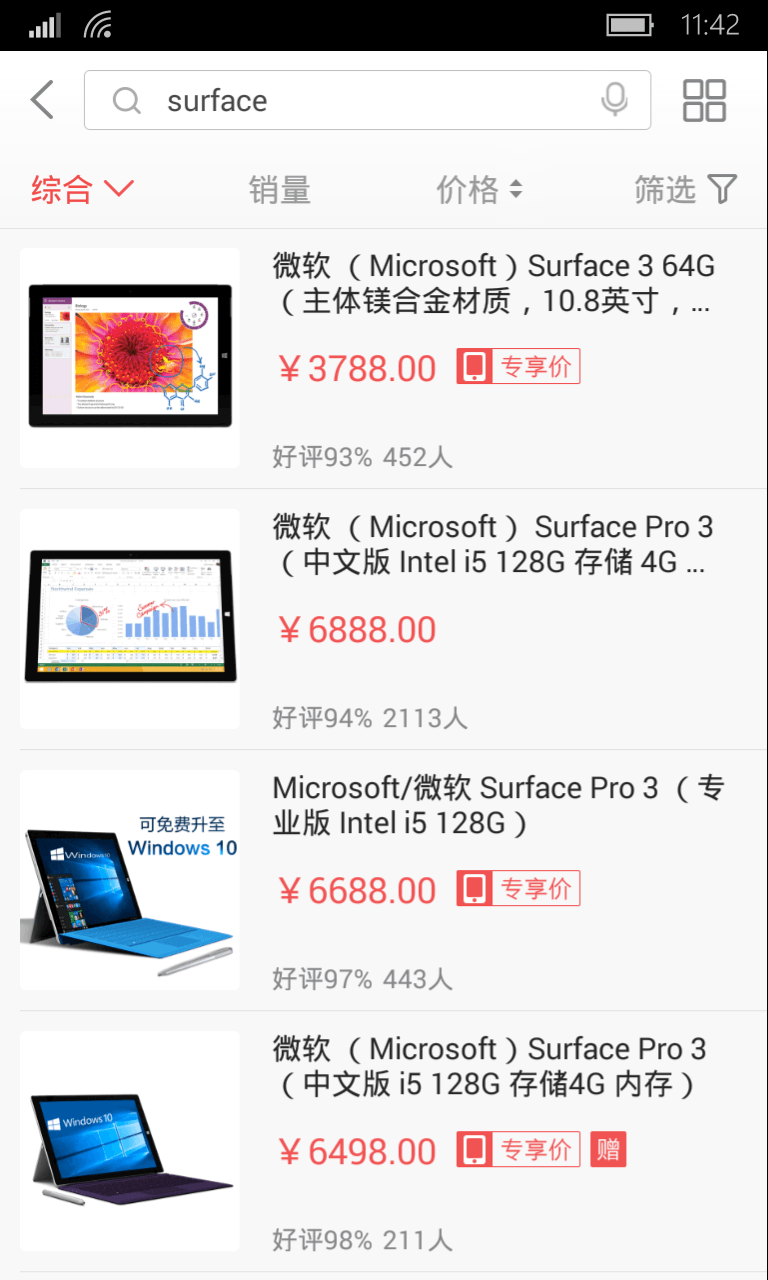 11:42
surface
综合 销量 价格 筛选
微软 （Microsoft）Surface 3 64G
（主体镁合金材质，10.8英寸，...
￥3788.00 专享价
好评93% 452人
微软 （Microsoft） Surface Pro 3
（中文版 Intel i5 128G 存储 4G ...
￥6888.00
好评94% 2113人
可免费升至
Windows 10
Windows 10
Microsoft/微软 Surface Pro 3 （专
业版 Intel i5 128G）
￥6688.00 专享价
好评97% 443人
Windows 10
微软 （Microsoft）Surface Pro 3
（中文版 i5 128G 存储4G 内存）
￥6498.00 专享价 赠
好评98% 211人